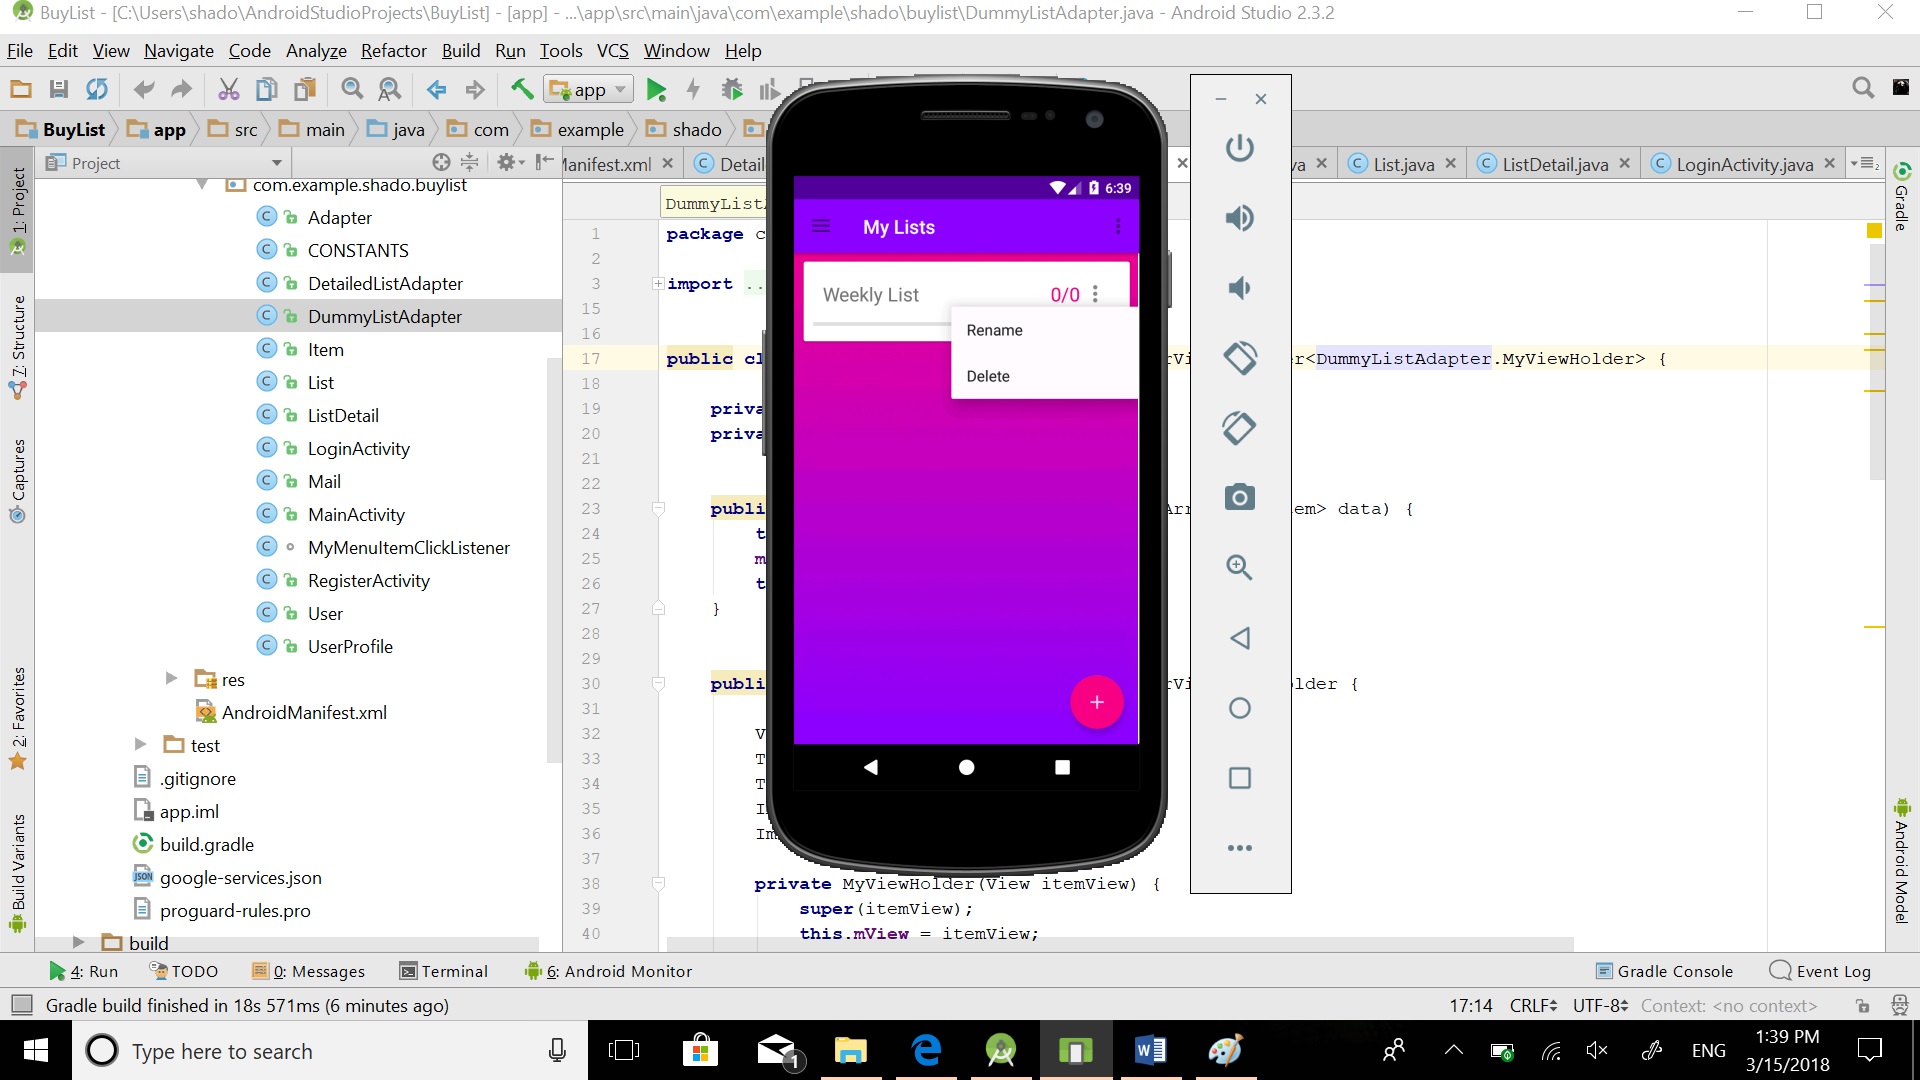 BuyList - [C:\Users\shado\AndroidStudioProjects\BuyList] - [app] - ...\app\src\main\java\com\example\shado\buylist\DummyListAdapter.java - Android Studio 2.3.2
File Edit View Navigate Code Analyze Refactor Build Run Tools VCS Window Help
app
BuyList app src main java com example shado
Project
Manifest.xml Detail List.java ListDetail.java LoginActivity.java
1: Project
7: Structure
Captures
2: Favorites
Build Variants
com.example.shado.buylist
Adapter
CONSTANTS
DetailedListAdapter
DummyListAdapter
Item
List
ListDetail
LoginActivity
Mail
MainActivity
MyMenuItemClickListener
RegisterActivity
User
UserProfile
res
AndroidManifest.xml
test
.gitignore
app.iml
build.gradle
google-services.json
proguard-rules.pro
build
1 package c
2
3 import ..
15
16
17 public cl <DummyListAdapter.MyViewHolder> {
18
19 priva
20 priva
21
22
23 publi em> data) {
24 t
25 m
26 t
27 }
28
29
30 publi lder {
31
32 V
33 T
34 T
35 I
36 Im
37
38 private MyViewHolder(View itemView) {
39 super(itemView);
40 this.mView = itemView;
6:39
My Lists
Weekly List 0/0
Rename
Delete
+
Gradle
Android Model
4: Run TODO 0: Messages Terminal 6: Android Monitor Gradle Console Event Log
Gradle build finished in 18s 571ms (6 minutes ago) 17:14 CRLF UTF-8 Context: <no context>
Type here to search
1
ENG
1:39 PM
3/15/2018